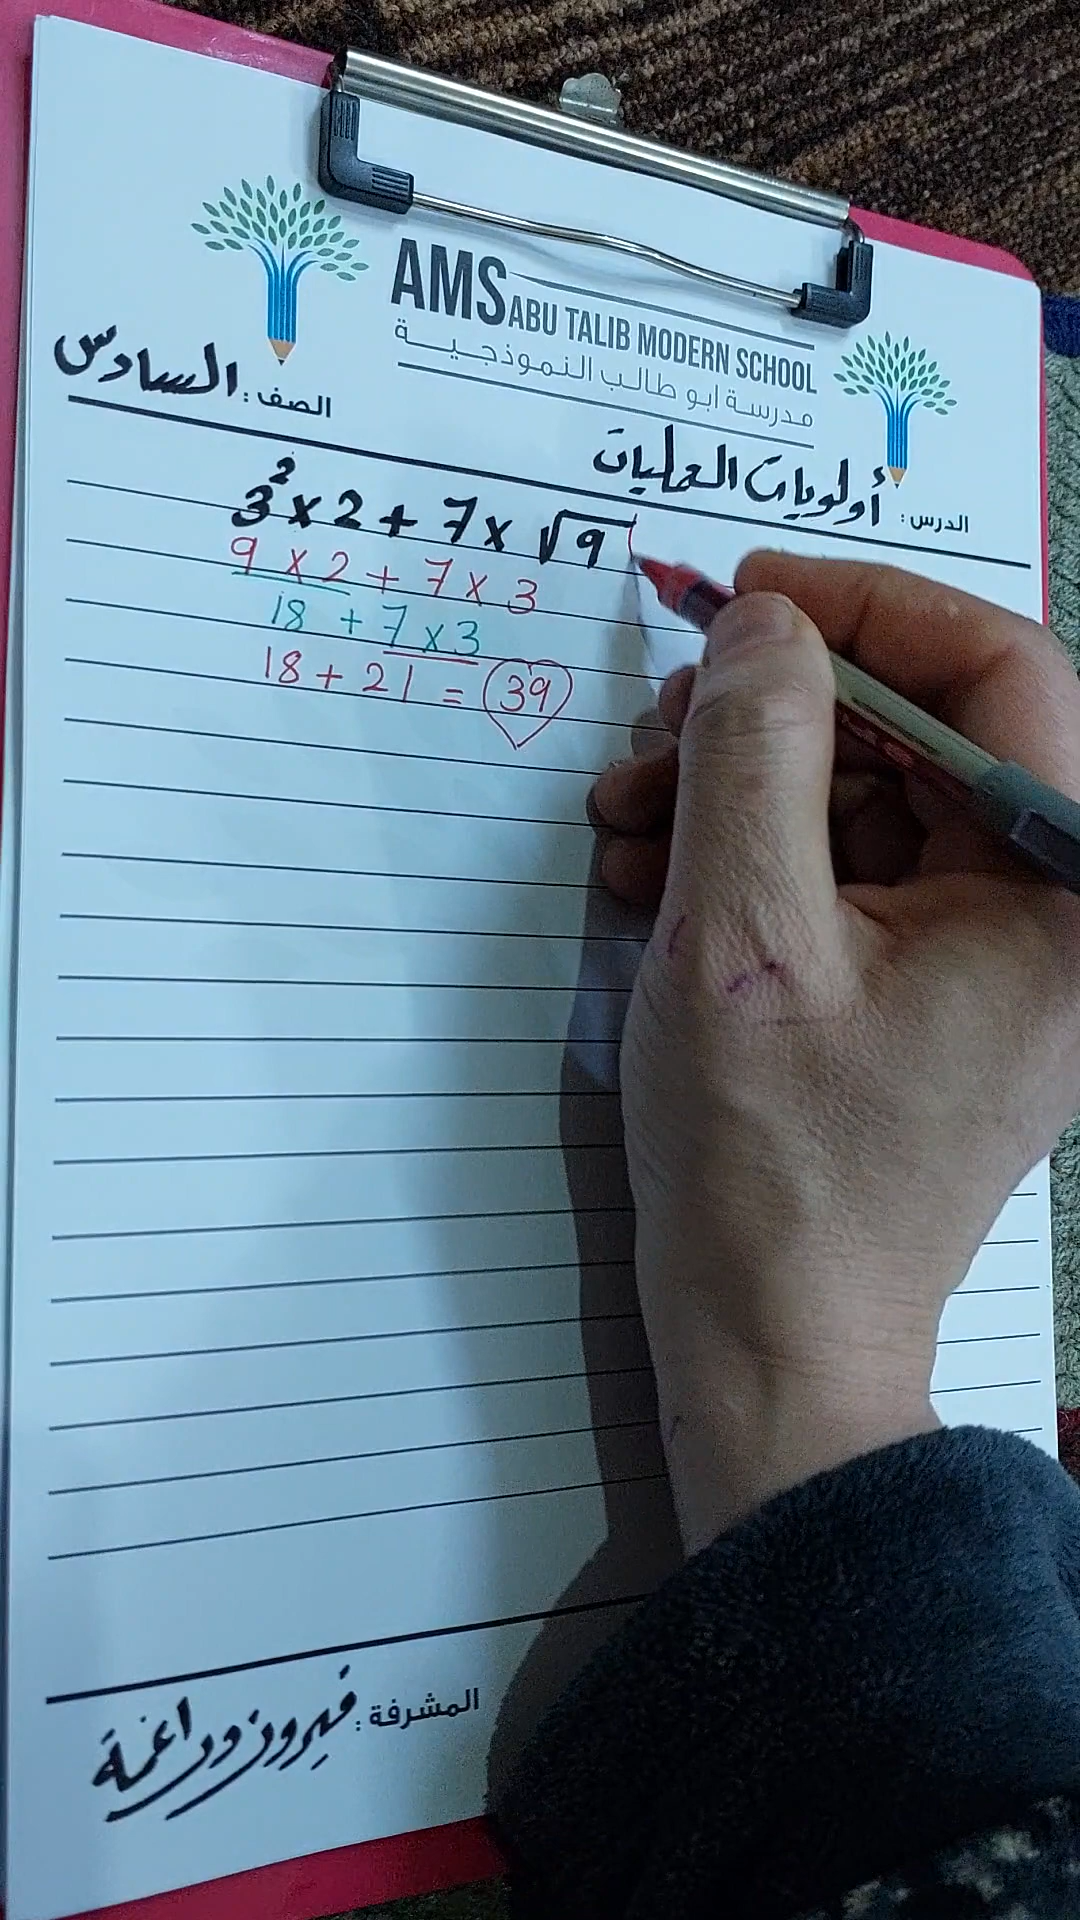 AMS ABU TALIB MODERN SCHOOL
مدرسة ابو طالب النموذجية
الصف: السادس
الدرس: أولويات العمليات
3² × 2 + 7 × √9
9 × 2 + 7 × 3
18 + 7 × 3
18 + 21 = 39
المشرفة: فيروز